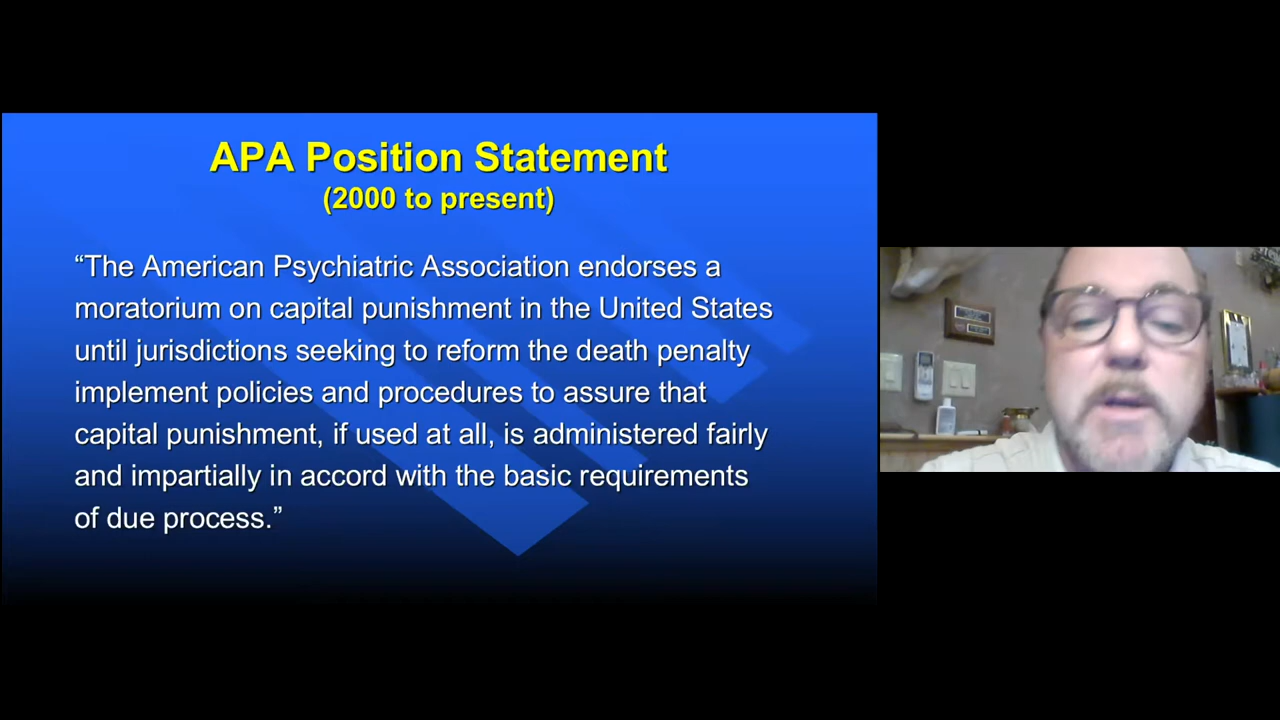 APA Position Statement
(2000 to present)
“The American Psychiatric Association endorses a
moratorium on capital punishment in the United States
until jurisdictions seeking to reform the death penalty
implement policies and procedures to assure that
capital punishment, if used at all, is administered fairly
and impartially in accord with the basic requirements
of due process.”